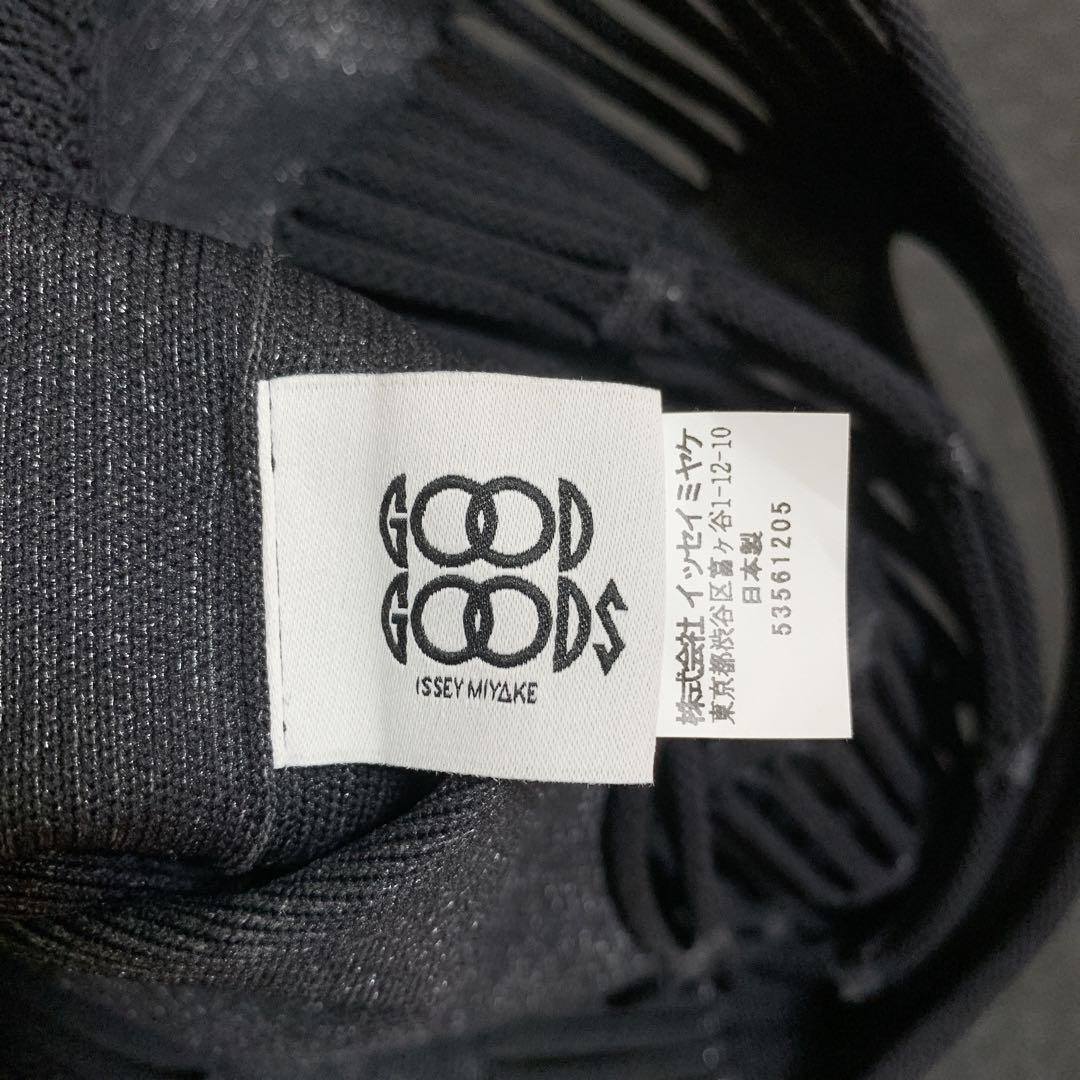 GOOD
GOODS
ISSEY MIYAKE
株式会社 イッセイミヤケ
東京都渋谷区富ヶ谷1-12-10
日本製
53561205